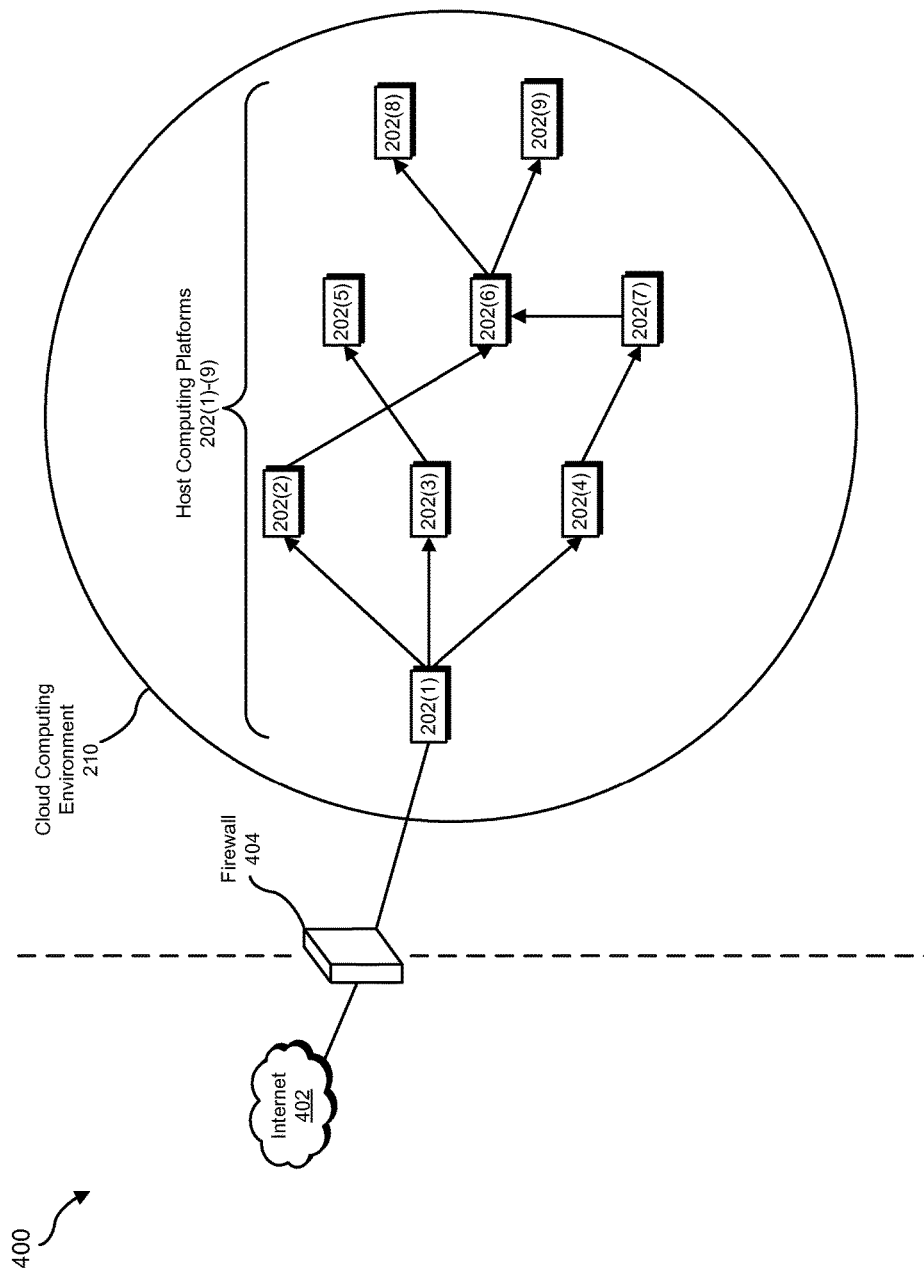 400
Internet
402
Firewall
404
Cloud Computing
Environment
210
Host Computing Platforms
202(1)-(9)
202(1)
202(2)
202(3)
202(4)
202(5)
202(6)
202(7)
202(8)
202(9)